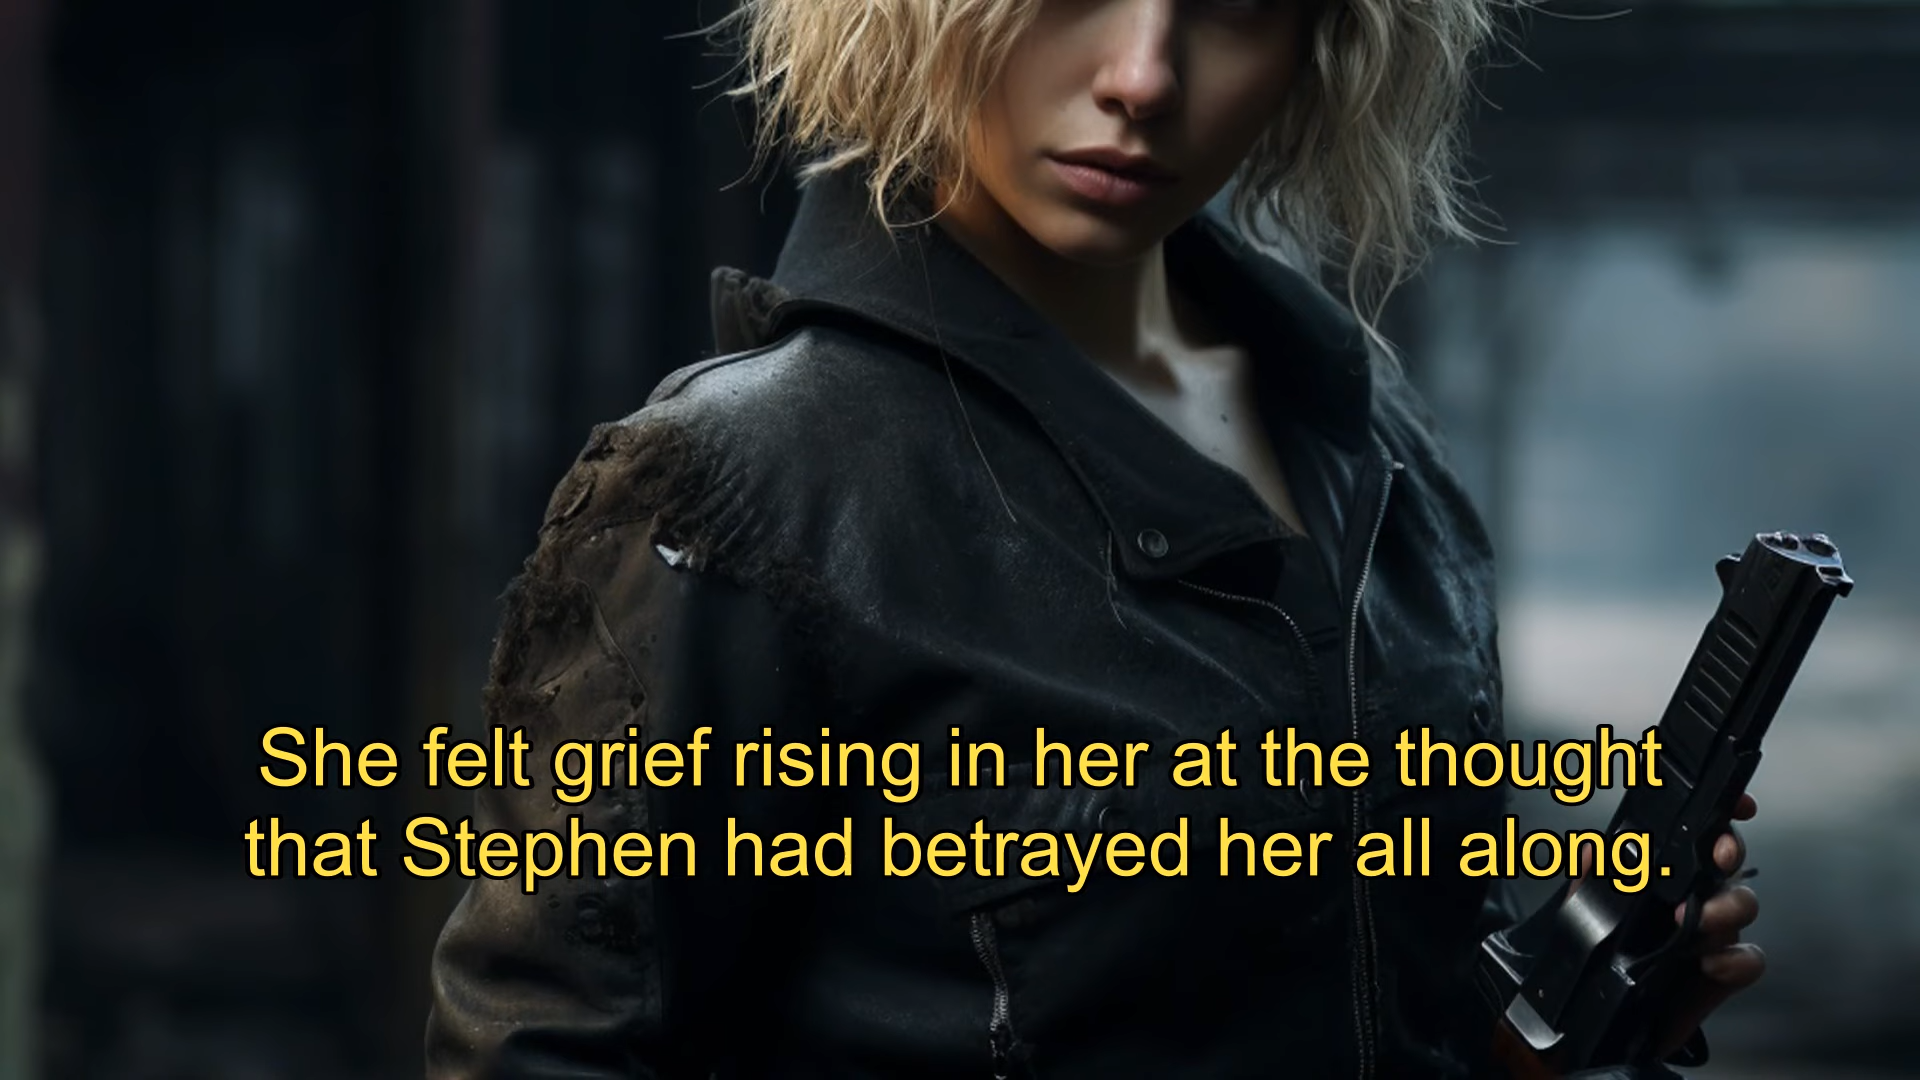 She felt grief rising in her at the thought
that Stephen had betrayed her all along.